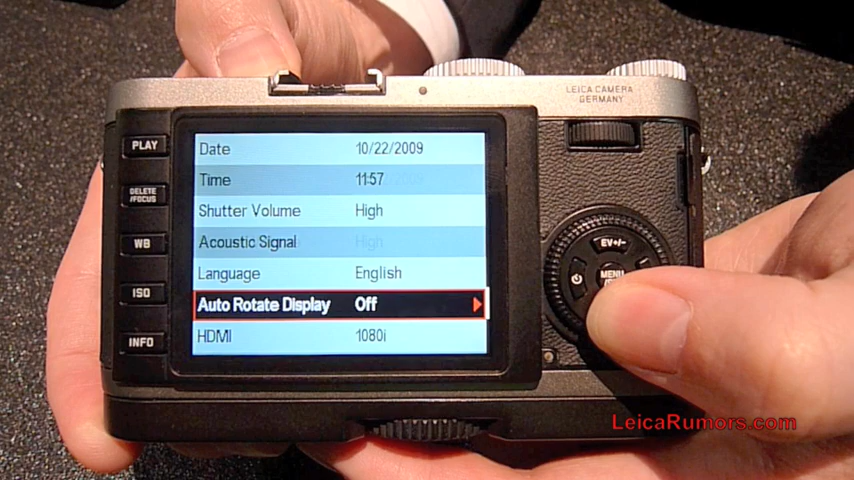 LEICA CAMERA
GERMANY
PLAY
DELETE
/FOCUS
WB
ISO
INFO
Date 10/22/2009
Time 11:57
Shutter Volume High
Acoustic Signal High
Language English
Auto Rotate Display Off
HDMI 1080i
EV+/-
MENU
LeicaRumors.com